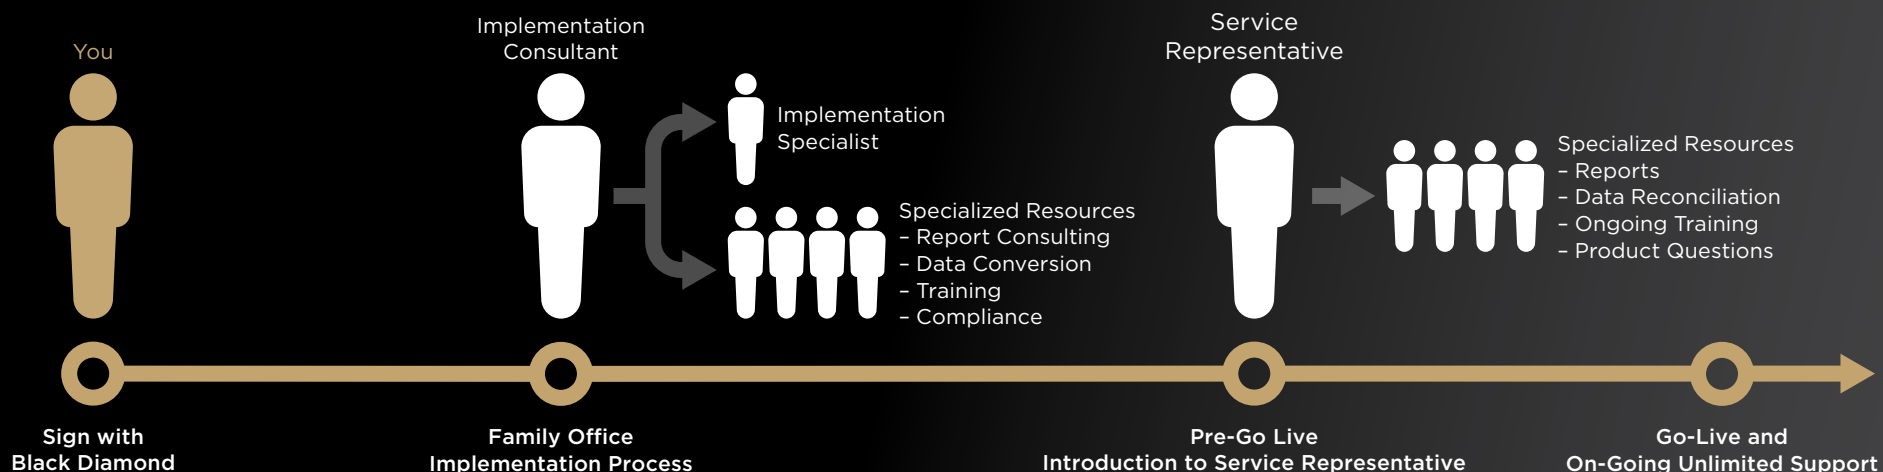 You
Implementation
Consultant
Implementation
Specialist
Specialized Resources
– Report Consulting
– Data Conversion
– Training
– Compliance
Service
Representative
Specialized Resources
– Reports
– Data Reconciliation
– Ongoing Training
– Product Questions
Sign with
Black Diamond
Family Office
Implementation Process
Pre-Go Live
Introduction to Service Representative
Go-Live and
On-Going Unlimited Support